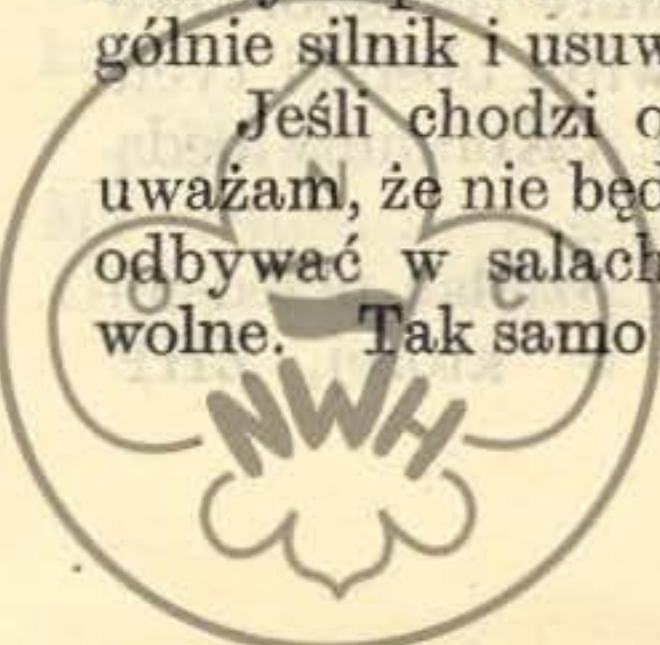 gólnie silnik i usuw
Jeśli chodzi o
uważam, że nie będ
odbywać w salach
wolne. Tak samo
O N C
NWH